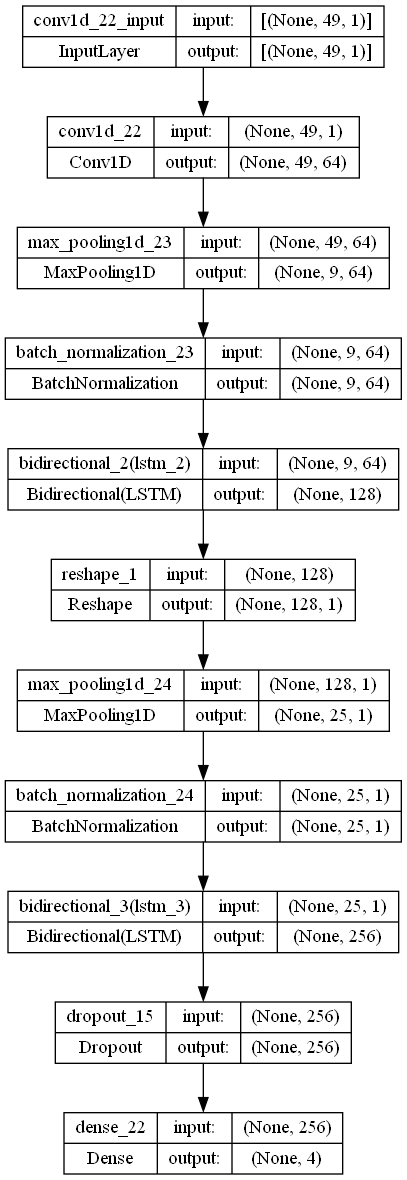 conv1d_22_input input: [(None, 49, 1)]
InputLayer output: [(None, 49, 1)]
conv1d_22 input: (None, 49, 1)
Conv1D output: (None, 49, 64)
max_pooling1d_23 input: (None, 49, 64)
MaxPooling1D output: (None, 9, 64)
batch_normalization_23 input: (None, 9, 64)
BatchNormalization output: (None, 9, 64)
bidirectional_2(lstm_2) input: (None, 9, 64)
Bidirectional(LSTM) output: (None, 128)
reshape_1 input: (None, 128)
Reshape output: (None, 128, 1)
max_pooling1d_24 input: (None, 128, 1)
MaxPooling1D output: (None, 25, 1)
batch_normalization_24 input: (None, 25, 1)
BatchNormalization output: (None, 25, 1)
bidirectional_3(lstm_3) input: (None, 25, 1)
Bidirectional(LSTM) output: (None, 256)
dropout_15 input: (None, 256)
Dropout output: (None, 256)
dense_22 input: (None, 256)
Dense output: (None, 4)